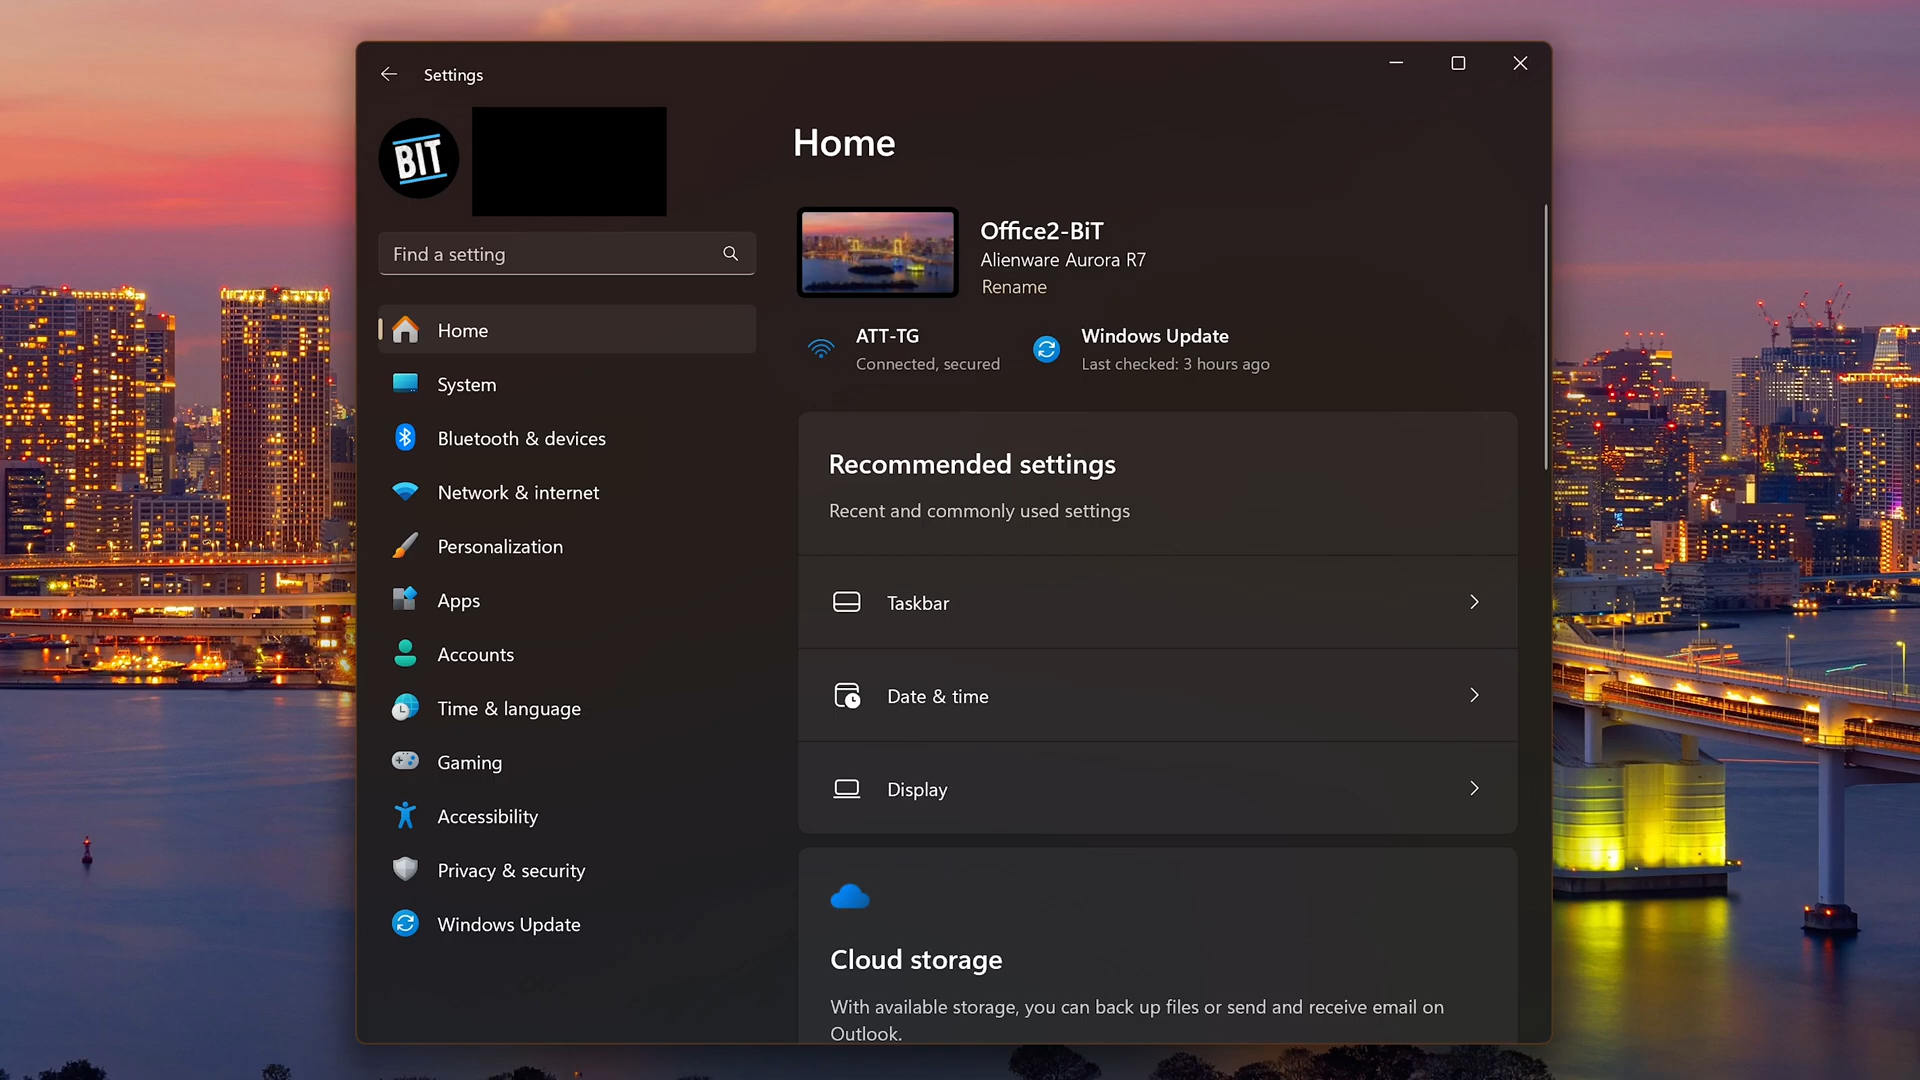 Settings
BIT
Find a setting
Home
System
Bluetooth & devices
Network & internet
Personalization
Apps
Accounts
Time & language
Gaming
Accessibility
Privacy & security
Windows Update
Home
Office2-BiT
Alienware Aurora R7
Rename
ATT-TG
Connected, secured
Windows Update
Last checked: 3 hours ago
Recommended settings
Recent and commonly used settings
Taskbar
Date & time
Display
Cloud storage
With available storage, you can back up files or send and receive email on
Outlook.